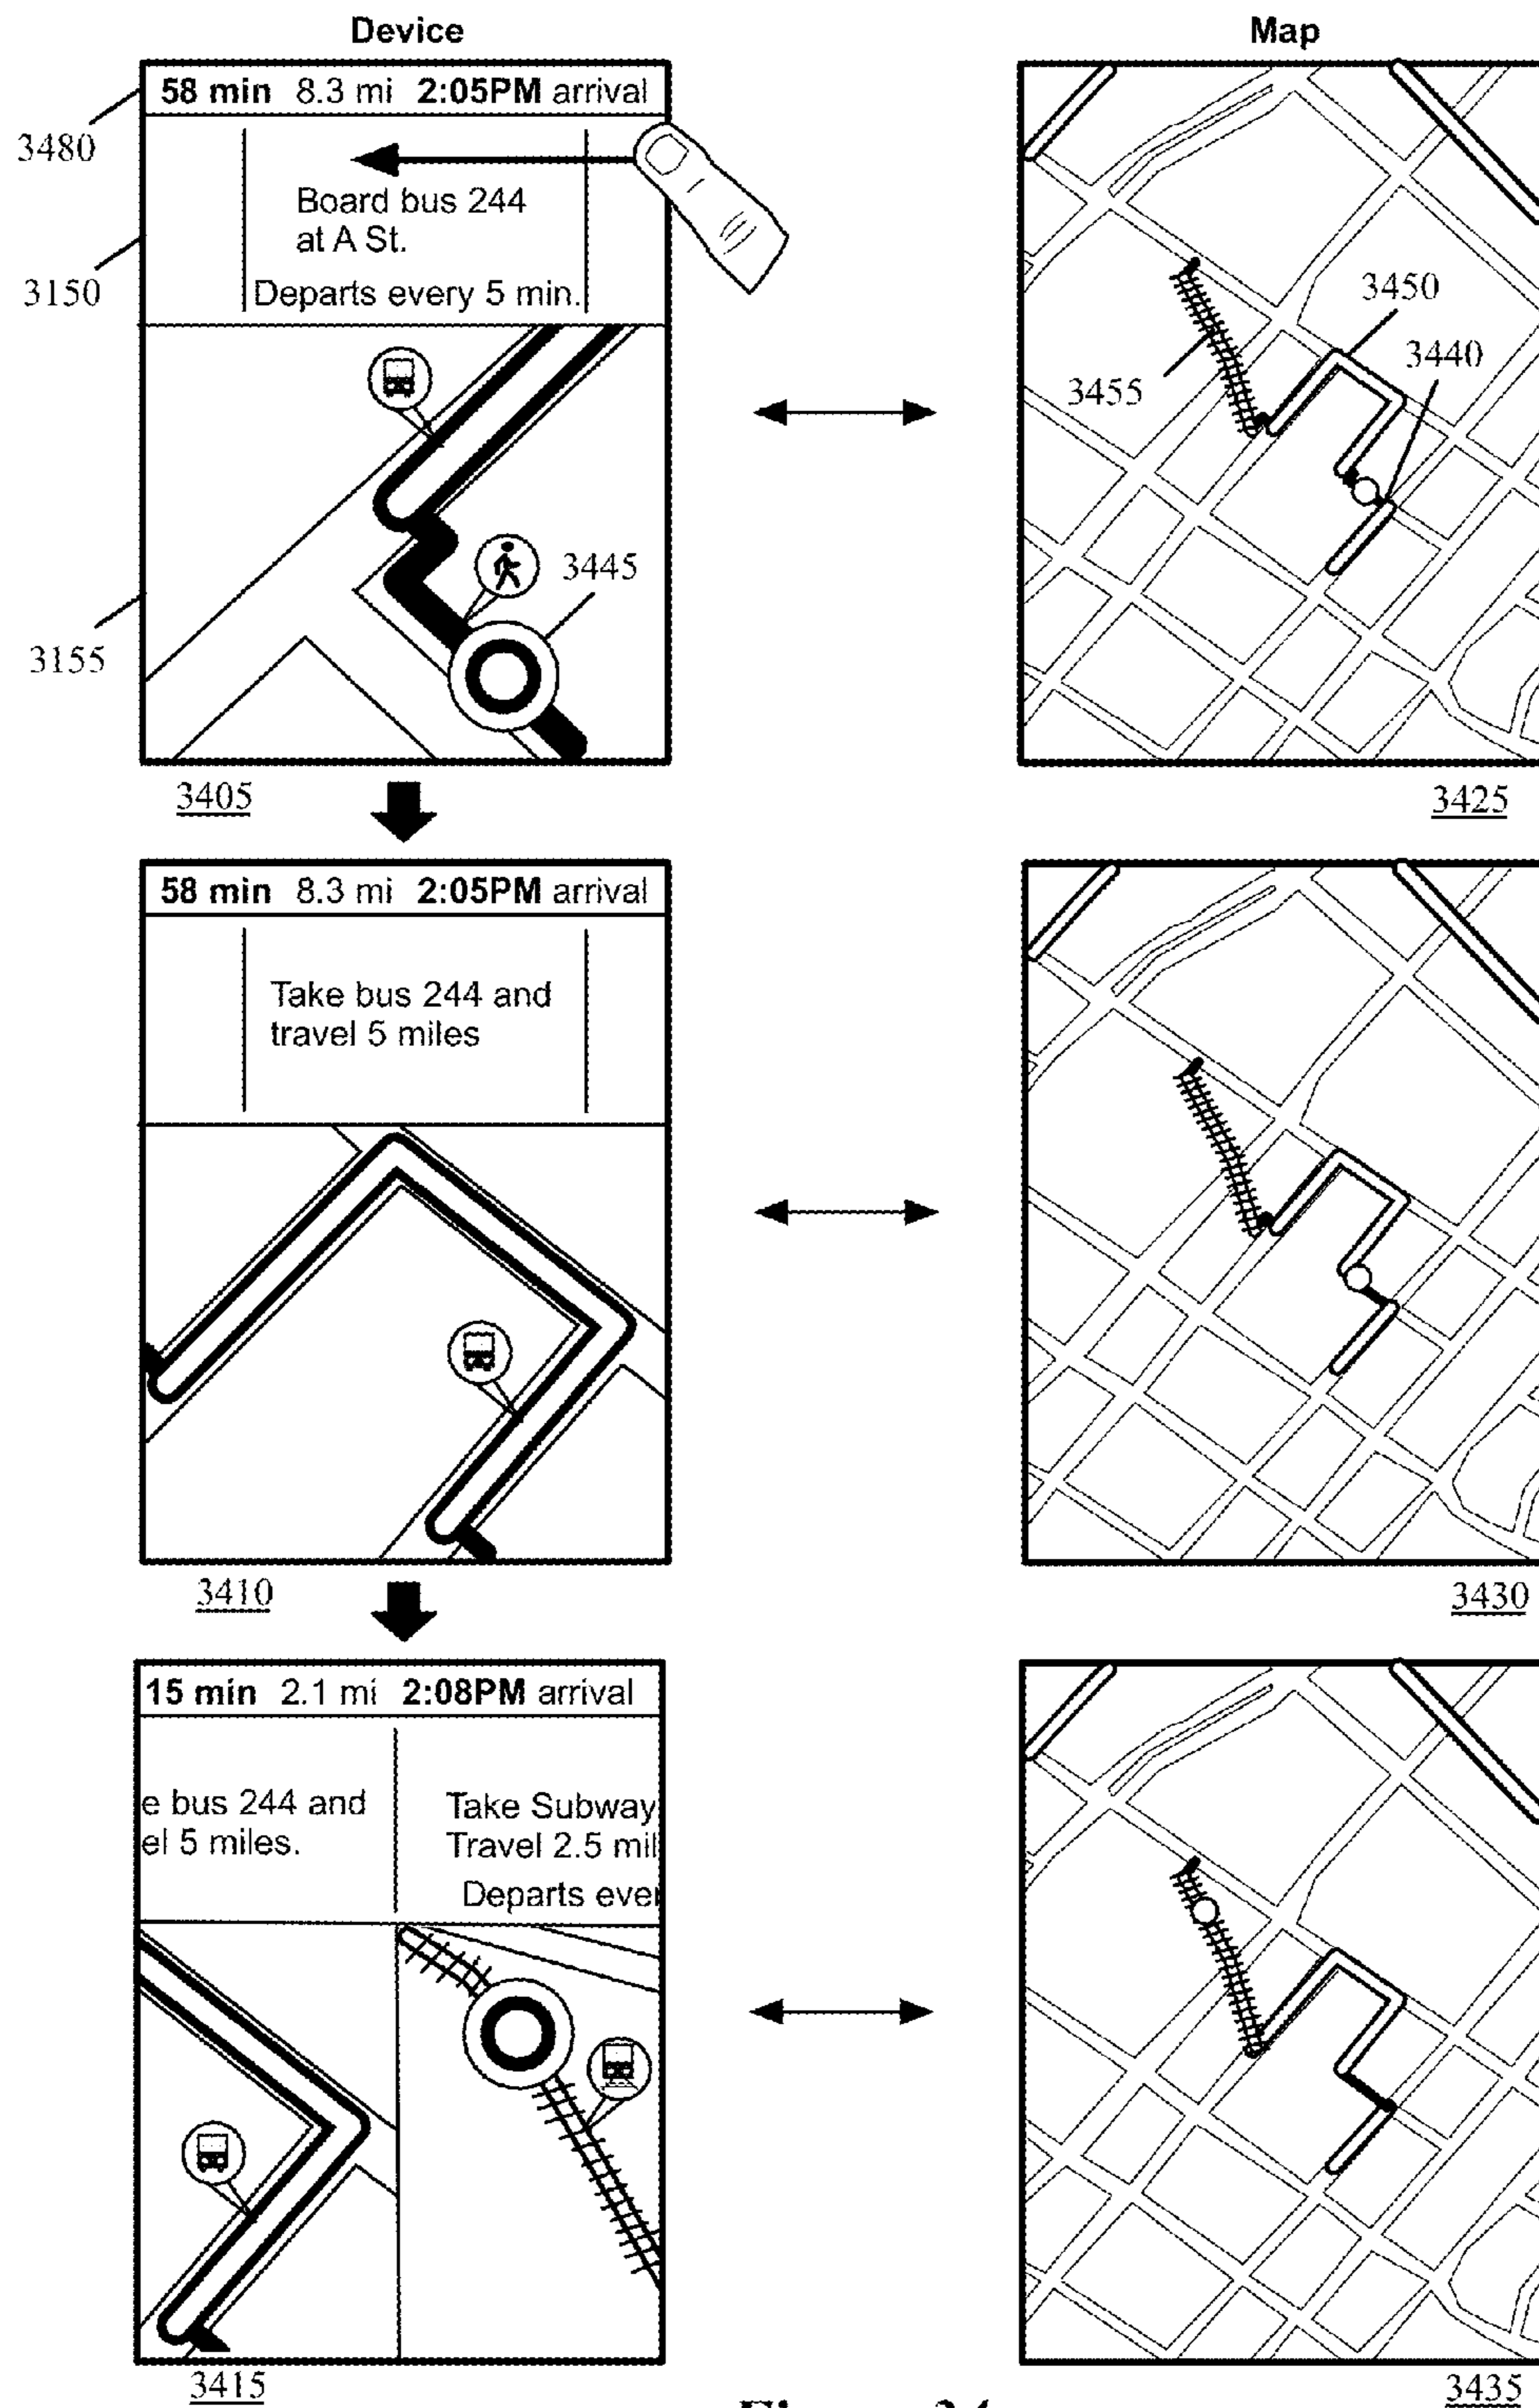 Device
Map
58 min 8.3 mi 2:05PM arrival
3480
Board bus 244
at A St.
3150
Departs every 5 min.
3450
3440
3455
3445
3155
3405
3425
58 min 8.3 mi 2:05PM arrival
Take bus 244 and
travel 5 miles
3410
3430
15 min 2.1 mi 2:08PM arrival
e bus 244 and
el 5 miles.
Take Subway
Travel 2.5 mil
Departs ever
3415
3435